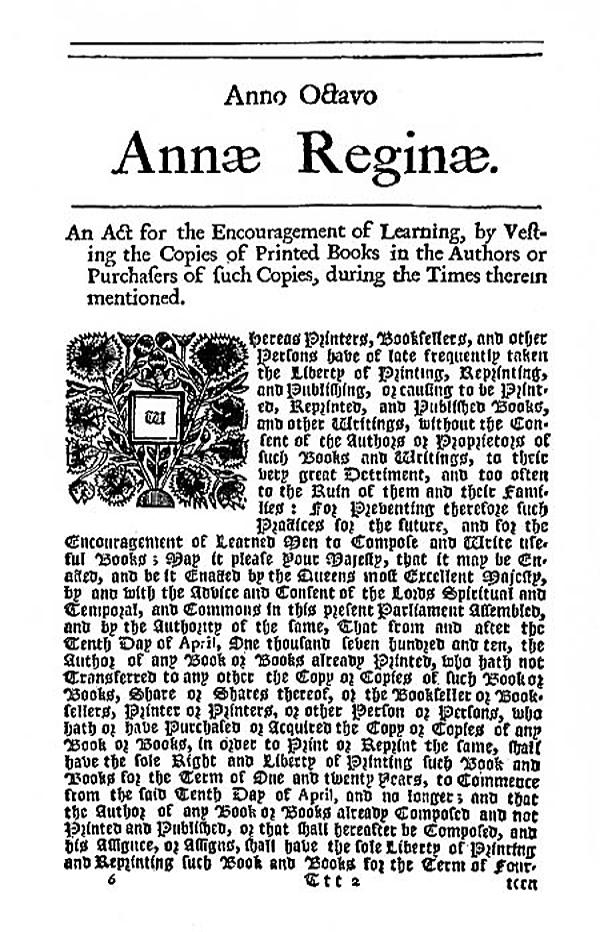 Anno Octavo
Annæ Reginæ.
An Act for the Encouragement of Learning, by Veſt-
ing the Copies of Printed Books in the Authors or
Purchaſers of ſuch Copies, during the Times therein
mentioned.
Whereas Printers, Bookſellers, and other
Perſons have of late frequently taken
the Liberty of Printing, Reprinting,
and Publiſhing, or cauſing to be Print-
ed, Reprinted, and Publiſhed Books,
and other Writings, without the Con-
ſent of the Authors or Proprietors of
ſuch Books and Writings, to their
very great Detriment, and too often
to the Ruin of them and their Fami-
lies: For Preventing therefore ſuch
Practices for the future, and for the
Encouragement of Learned Men to Compoſe and Write uſe-
ful Books; May it pleaſe Your Majeſty, that it may be En-
acted, and be it Enacted by the Queens moſt Excellent Majeſty,
by and with the Advice and Conſent of the Lords Spiritual and
Temporal, and Commons in this preſent Parliament Aſſembled,
and by the Authority of the ſame, That from and after the
Tenth Day of April, One thouſand ſeven hundred and ten, the
Author of any Book or Books already Printed, who hath not
Transferred to any other the Copy or Copies of ſuch Book or
Books, Share or Shares thereof, or the Bookſeller or Book-
ſellers, Printer or Printers, or other Perſon or Perſons, who
hath or have Purchaſed or Acquired the Copy or Copies of any
Book or Books, in order to Print or Reprint the ſame, ſhall
have the ſole Right and Liberty of Printing ſuch Book and
Books for the Term of One and twenty Years, to Commence
from the ſaid Tenth Day of April, and no longer; and that
the Author of any Book or Books already Compoſed and not
Printed and Publiſhed, or that ſhall hereafter be Compoſed, and
his Aſſignee, or Aſſigns, ſhall have the ſole Liberty of Printing
and Reprinting ſuch Book and Books for the Term of Four-
6 Ttt 2 teen